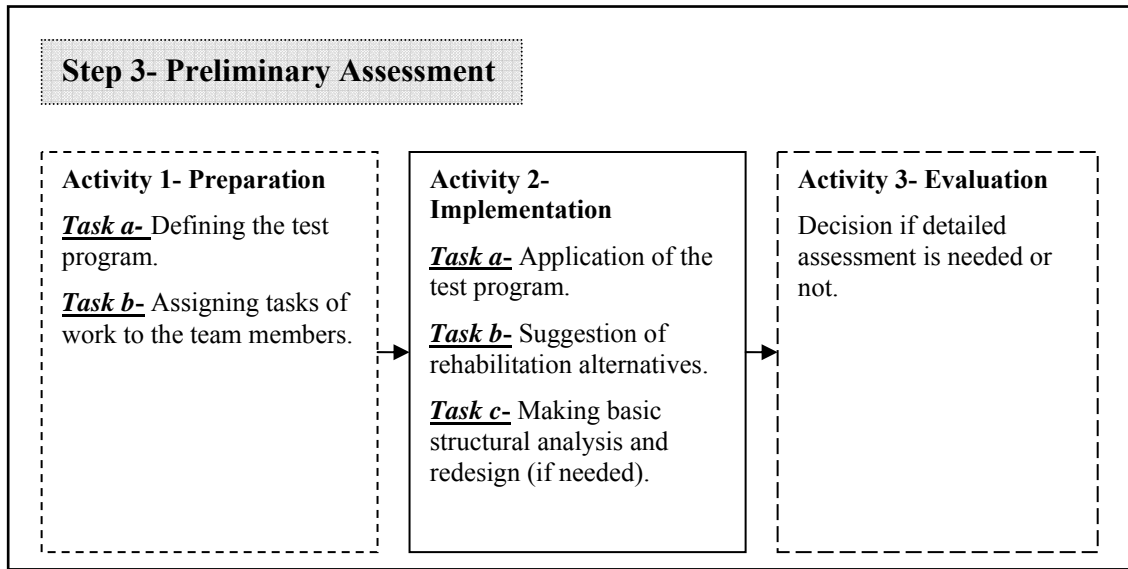 Step 3- Preliminary Assessment
Activity 1- Preparation
Task a- Defining the test
program.
Task b- Assigning tasks of
work to the team members.
Activity 2-
Implementation
Task a- Application of the
test program.
Task b- Suggestion of
rehabilitation alternatives.
Task c- Making basic
structural analysis and
redesign (if needed).
Activity 3- Evaluation
Decision if detailed
assessment is needed or
not.